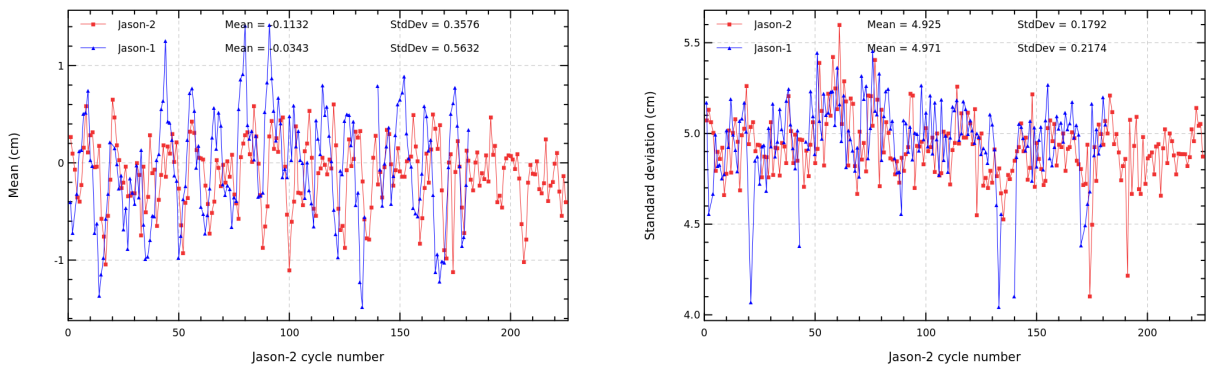 Jason-2 Mean = -0.1132 StdDev = 0.3576
Jason-1 Mean = -0.0343 StdDev = 0.5632
1
0
-1
0 50 100 150 200
Mean (cm)
Jason-2 cycle number
Jason-2 Mean = 4.925 StdDev = 0.1792
Jason-1 Mean = 4.971 StdDev = 0.2174
5.5
5.0
4.5
4.0
0 50 100 150 200
Standard deviation (cm)
Jason-2 cycle number